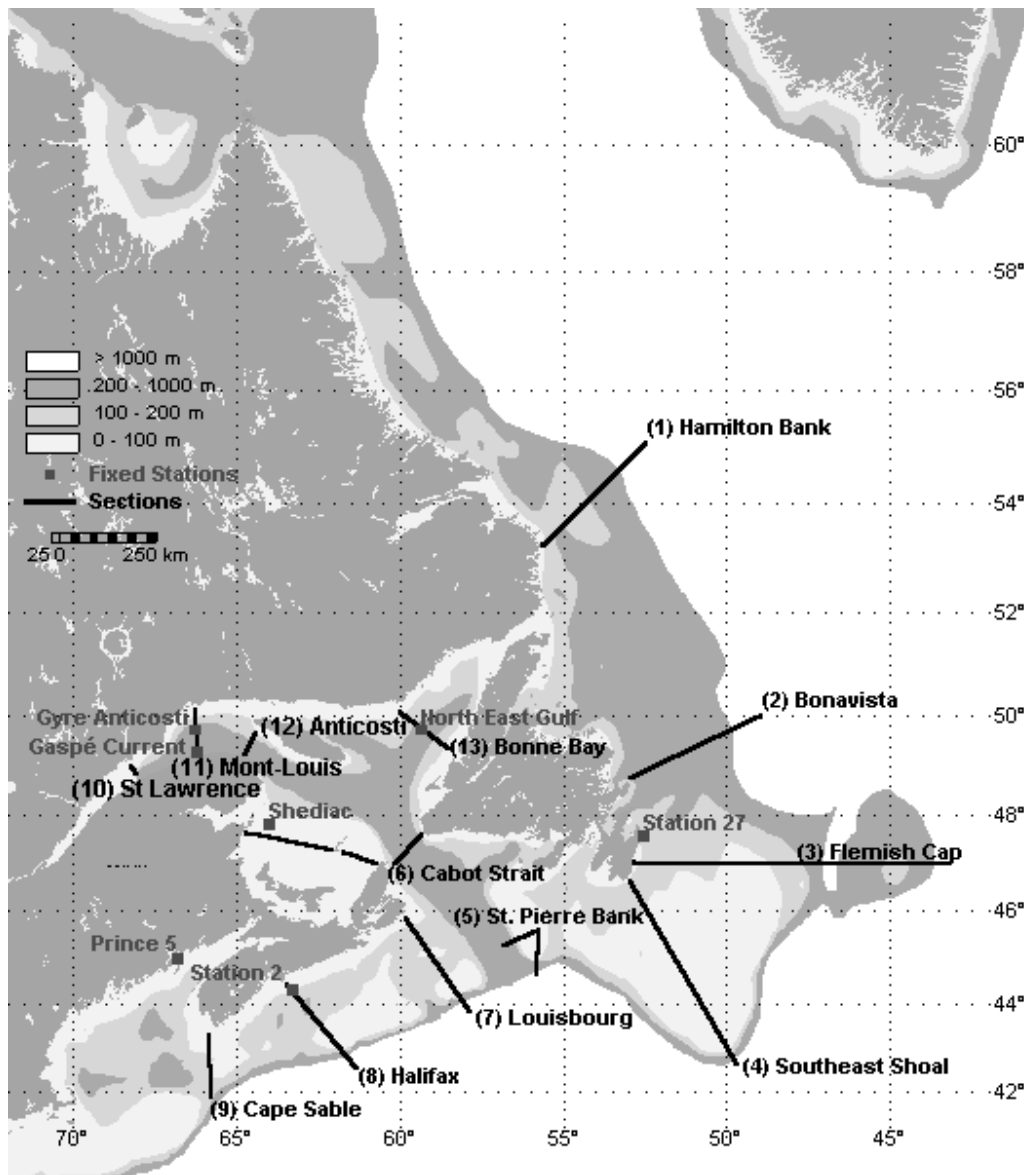 60°
58°
> 1000 m
200 - 1000 m
100 - 200 m
0 - 100 m
Fixed Stations
Sections
25 0 250 km
56°
(1) Hamilton Bank
54°
52°
(2) Bonavista
50°
Gyre Anticosti
(12) Anticosti
North East Gulf
Gaspé Current
(11) Mont-Louis
(13) Bonne Bay
(10) St Lawrence
Shediac
48°
Station 27
(3) Flemish Cap
(6) Cabot Strait
46°
(5) St. Pierre Bank
Prince 5
Station 2
44°
(7) Louisbourg
(8) Halifax
(4) Southeast Shoal
42°
(9) Cape Sable
70° 65° 60° 55° 50° 45°